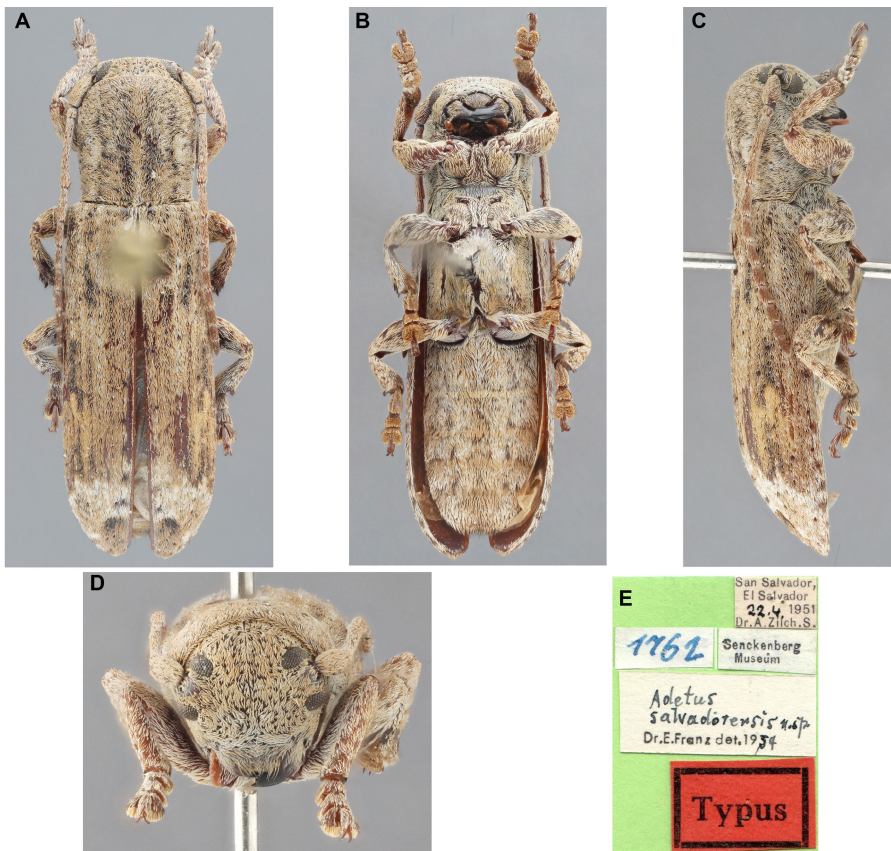 A
B
C
D
E
San Salvador,
El Salvador
22.4. 1951
Dr. A. Zilch. S.
1762
Senckenberg
Museum
Adetus
salvadorensis n. sp.
Dr. E. Franz det. 1954
Typus